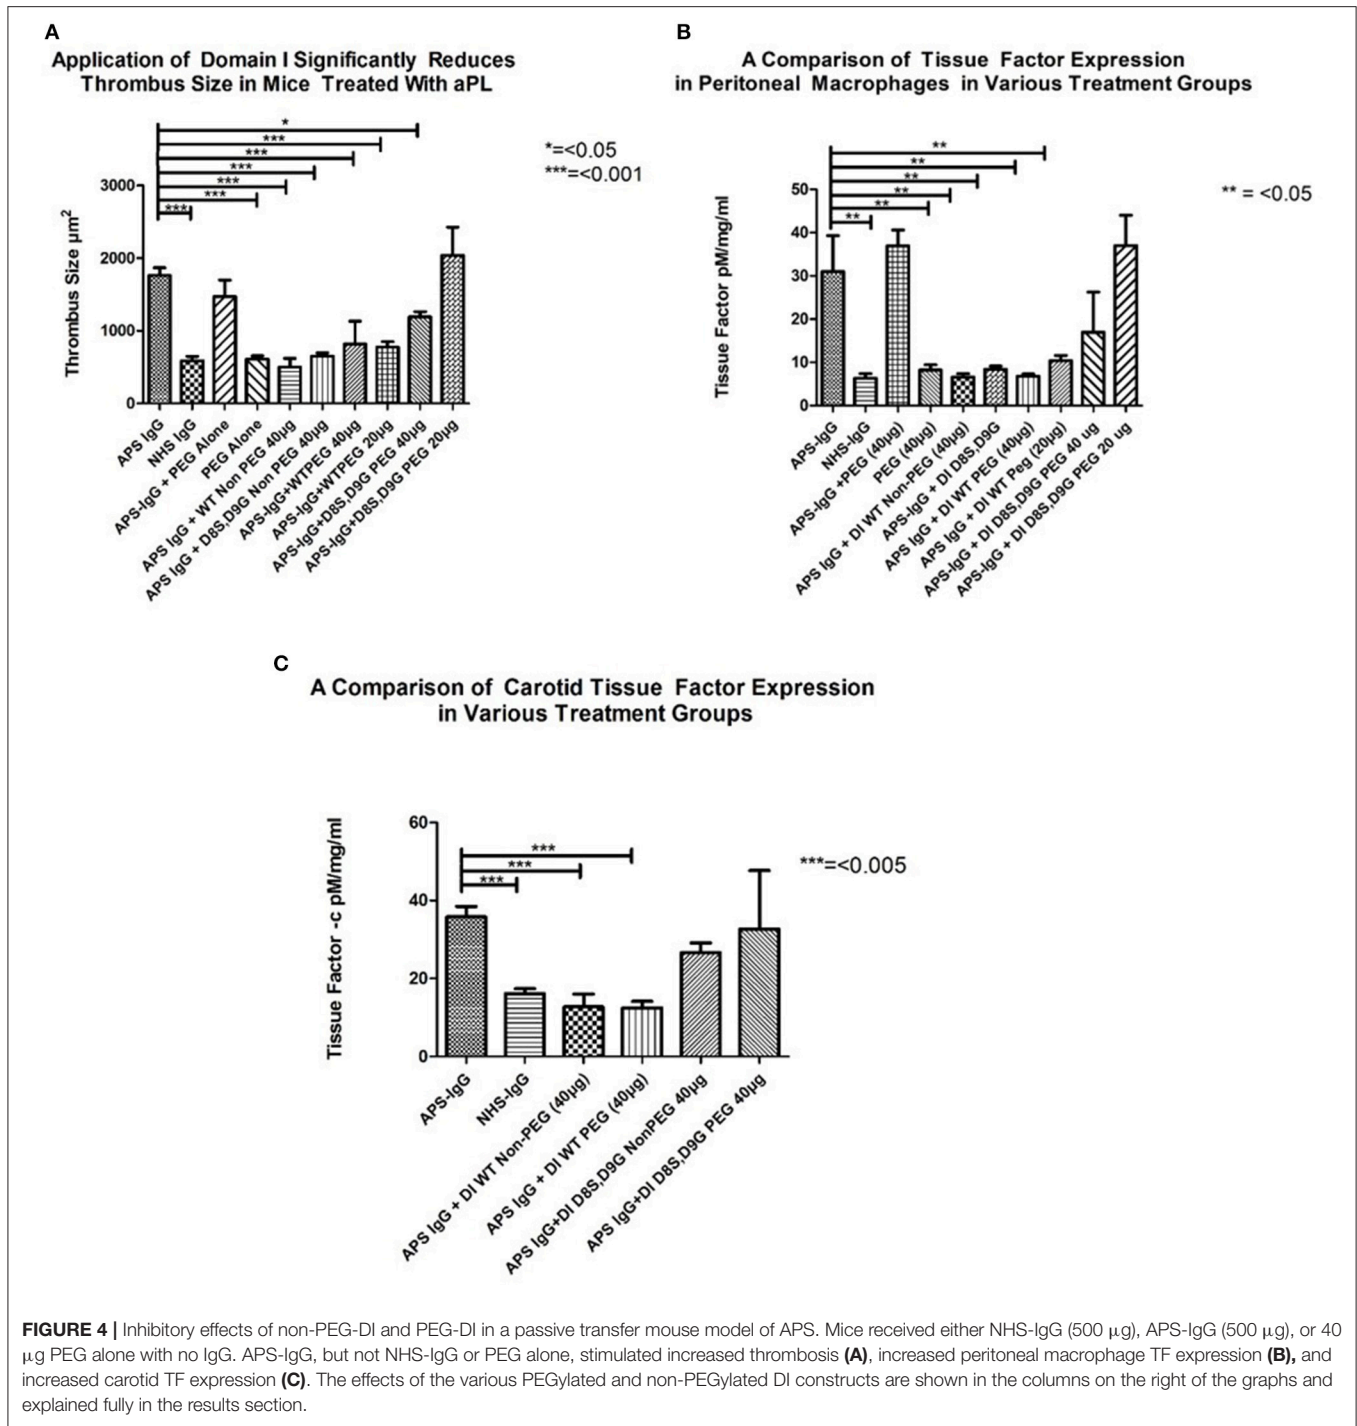 A
Application of Domain I Significantly Reduces
Thrombus Size in Mice Treated With aPL
*
***
***
***
***
***
***
*=<0.05
***=<0.001
Thrombus Size µm²
3000
2000
1000
0
APS IgG
NHS IgG
APS-IgG + PEG Alone
PEG Alone
APS IgG + WT Non PEG 40µg
APS IgG + D8S,D9G Non PEG 40µg
APS-IgG+WTPEG 40µg
APS-IgG+WTPEG 20µg
APS-IgG+D8S,D9G PEG 40µg
APS-IgG+D8S,D9G PEG 20µg
B
A Comparison of Tissue Factor Expression
in Peritoneal Macrophages in Various Treatment Groups
**
**
**
**
**
**
** = <0.05
Tissue Factor pM/mg/ml
50
40
30
20
10
0
APS-IgG
NHS-IgG
APS-IgG +PEG (40µg)
PEG (40µg)
APS IgG + DI WT Non-PEG (40µg)
APS-IgG + DI D8S,D9G
APS IgG + DI WT PEG (40µg)
APS IgG + DI WT Peg (20µg)
APS-IgG + DI D8S,D9G PEG 40 ug
APS-IgG + DI D8S,D9G PEG 20 ug
C
A Comparison of Carotid Tissue Factor Expression
in Various Treatment Groups
***
***
***
***=<0.005
Tissue Factor -c pM/mg/ml
60
40
20
0
APS-IgG
NHS-IgG
APS IgG + DI WT Non-PEG (40µg)
APS IgG + DI WT PEG (40µg)
APS IgG+DI D8S,D9G NonPEG 40µg
APS IgG+DI D8S,D9G PEG 40µg
FIGURE 4 | Inhibitory effects of non-PEG-DI and PEG-DI in a passive transfer mouse model of APS. Mice received either NHS-IgG (500 µg), APS-IgG (500 µg), or 40
µg PEG alone with no IgG. APS-IgG, but not NHS-IgG or PEG alone, stimulated increased thrombosis (A), increased peritoneal macrophage TF expression (B), and
increased carotid TF expression (C). The effects of the various PEGylated and non-PEGylated DI constructs are shown in the columns on the right of the graphs and
explained fully in the results section.